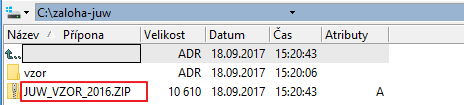 C:\zaloha-juw
Název Přípona Velikost Datum Čas Atributy
ADR 18.09.2017 15:20:43
vzor ADR 18.09.2017 15:20:06
JUW_VZOR_2016.ZIP 10 610 18.09.2017 15:20:43 A